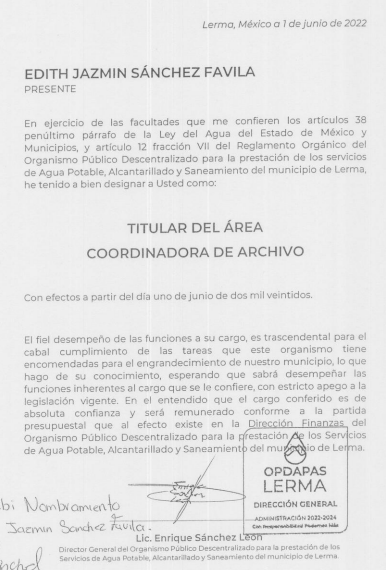 Lerma, México a 1 de junio de 2022
EDITH JAZMIN SÁNCHEZ FAVILA
PRESENTE
En ejercicio de las facultades que me confieren los artículos 38
penúltimo párrafo de la Ley del Agua del Estado de México y
Municipios, y artículo 12 fracción VII del Reglamento Orgánico del
Organismo Público Descentralizado para la prestación de los servicios
de Agua Potable, Alcantarillado y Saneamiento del municipio de Lerma,
he tenido a bien designar a Usted como:
TITULAR DEL ÁREA
COORDINADORA DE ARCHIVO
Con efectos a partir del día uno de junio de dos mil veintidos.
El fiel desempeño de las funciones a su cargo, es trascendental para el
cabal cumplimiento de las tareas que este organismo tiene
encomendadas para el engrandecimiento de nuestro municipio, lo que
hago de su conocimiento, esperando que sabrá desempeñar las
funciones inherentes al cargo que se le confiere, con estricto apego a la
legislación vigente. En el entendido que el cargo conferido es de
absoluta confianza y será remunerado conforme a la partida
presupuestal que al efecto existe en la Dirección Finanzas del
Organismo Público Descentralizado para la prestación de los Servicios
de Agua Potable, Alcantarillado y Saneamiento del municipio de Lerma.
OPDAPAS
LERMA
DIRECCIÓN GENERAL
ADMINISTRACIÓN 2022-2024
bi Nombramiento
Jazmin Sanchez Favila.
Lic. Enrique Sánchez León
Director General del Organismo Público Descentralizado para la prestación de los
Servicios de Agua Potable, Alcantarillado y Saneamiento del municipio de Lerma.